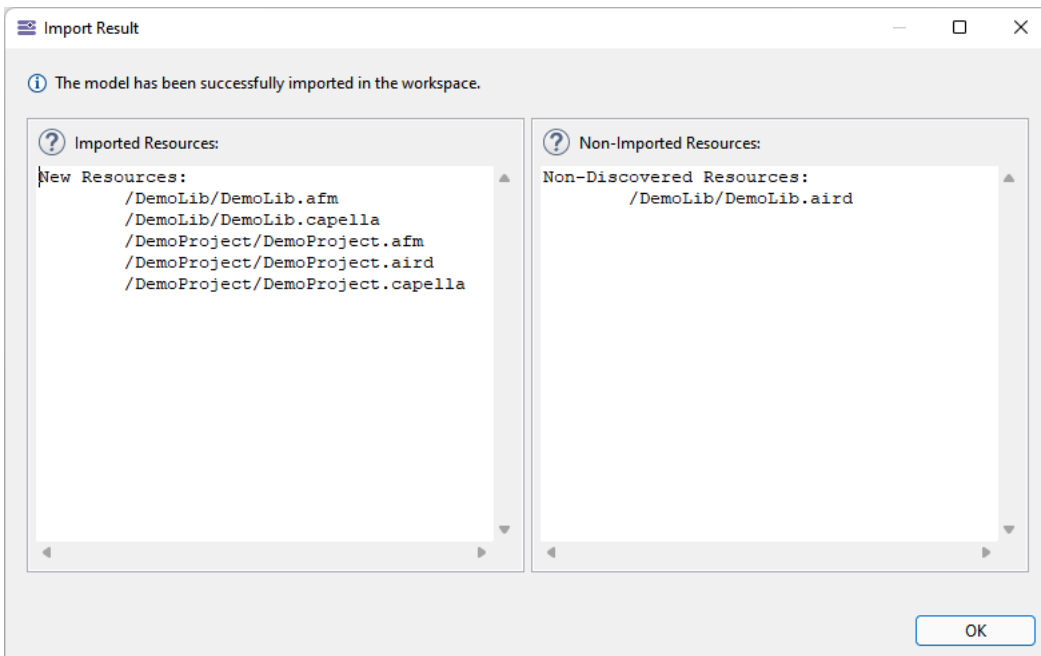 Import Result
The model has been successfully imported in the workspace.
Imported Resources:
New Resources:
/DemoLib/DemoLib.afm
/DemoLib/DemoLib.capella
/DemoProject/DemoProject.afm
/DemoProject/DemoProject.aird
/DemoProject/DemoProject.capella
Non-Imported Resources:
Non-Discovered Resources:
/DemoLib/DemoLib.aird
OK